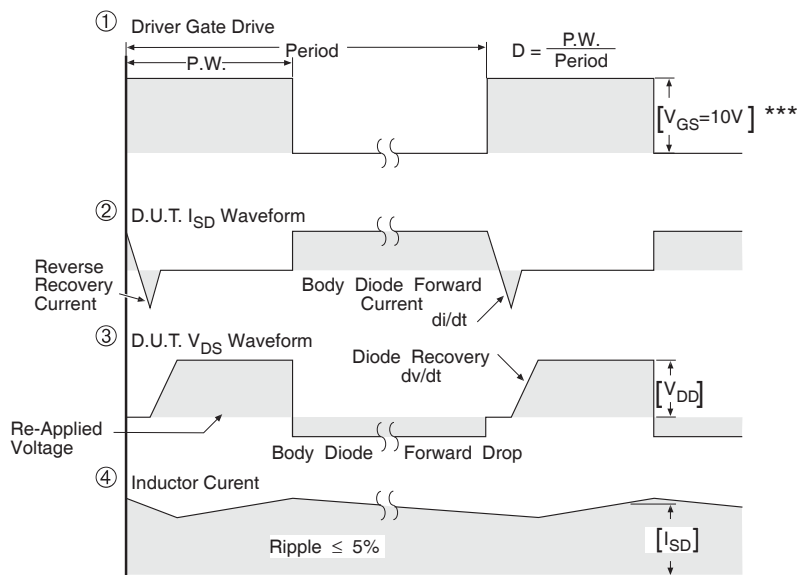 ① Driver Gate Drive
Period
P.W.
D = P.W. / Period
[VGS=10V] ***
② D.U.T. ISD Waveform
Reverse
Recovery
Current
Body Diode Forward
Current
di/dt
③ D.U.T. VDS Waveform
Diode Recovery
dv/dt
[VDD]
Re-Applied
Voltage
Body Diode Forward Drop
④ Inductor Curent
Ripple ≤ 5%
[ISD]